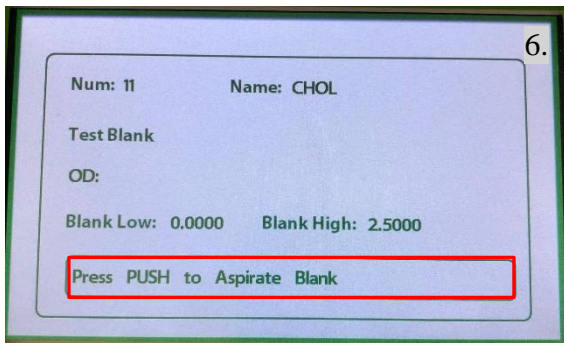 6.
Num: 11 Name: CHOL
Test Blank
OD:
Blank Low: 0.0000 Blank High: 2.5000
Press PUSH to Aspirate Blank